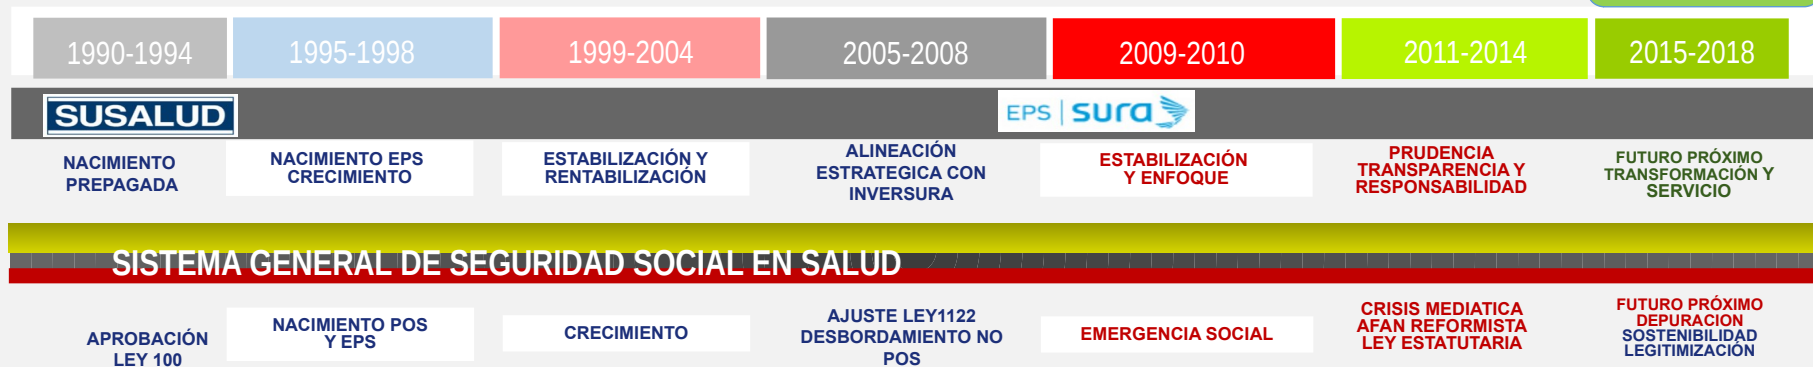 1990-1994
1995-1998
1999-2004
2005-2008
2009-2010
2011-2014
2015-2018
SUSALUD
EPS | sura
NACIMIENTO
PREPAGADA
NACIMIENTO EPS
CRECIMIENTO
ESTABILIZACIÓN Y
RENTABILIZACIÓN
ALINEACIÓN
ESTRATEGICA CON
INVERSURA
ESTABILIZACIÓN
Y ENFOQUE
PRUDENCIA
TRANSPARENCIA Y
RESPONSABILIDAD
FUTURO PRÓXIMO
TRANSFORMACIÓN Y
SERVICIO
SISTEMA GENERAL DE SEGURIDAD SOCIAL EN SALUD
APROBACIÓN
LEY 100
NACIMIENTO POS
Y EPS
CRECIMIENTO
AJUSTE LEY1122
DESBORDAMIENTO NO
POS
EMERGENCIA SOCIAL
CRISIS MEDIATICA
AFAN REFORMISTA
LEY ESTATUTARIA
FUTURO PRÓXIMO
DEPURACION
SOSTENIBILIDAD
LEGITIMIZACIÓN